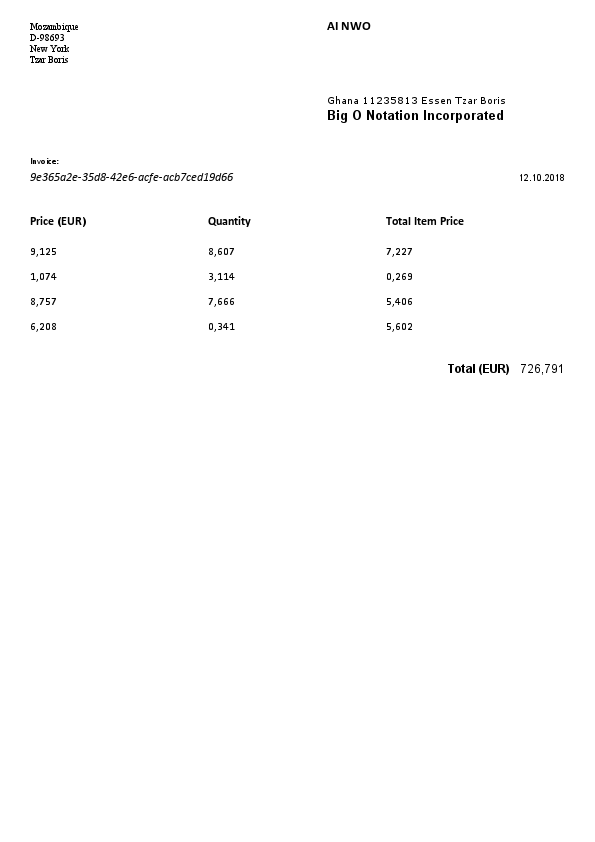 Mozambique
D-98693
New York
Tzar Boris
AI NWO
Ghana 11235813 Essen Tzar Boris
Big O Notation Incorporated
Invoice:
9e365a2e-35d8-42e6-acfe-acb7ced19d66
12.10.2018
Price (EUR) Quantity Total Item Price
9,125 8,607 7,227
1,074 3,114 0,269
8,757 7,666 5,406
6,208 0,341 5,602
Total (EUR) 726,791